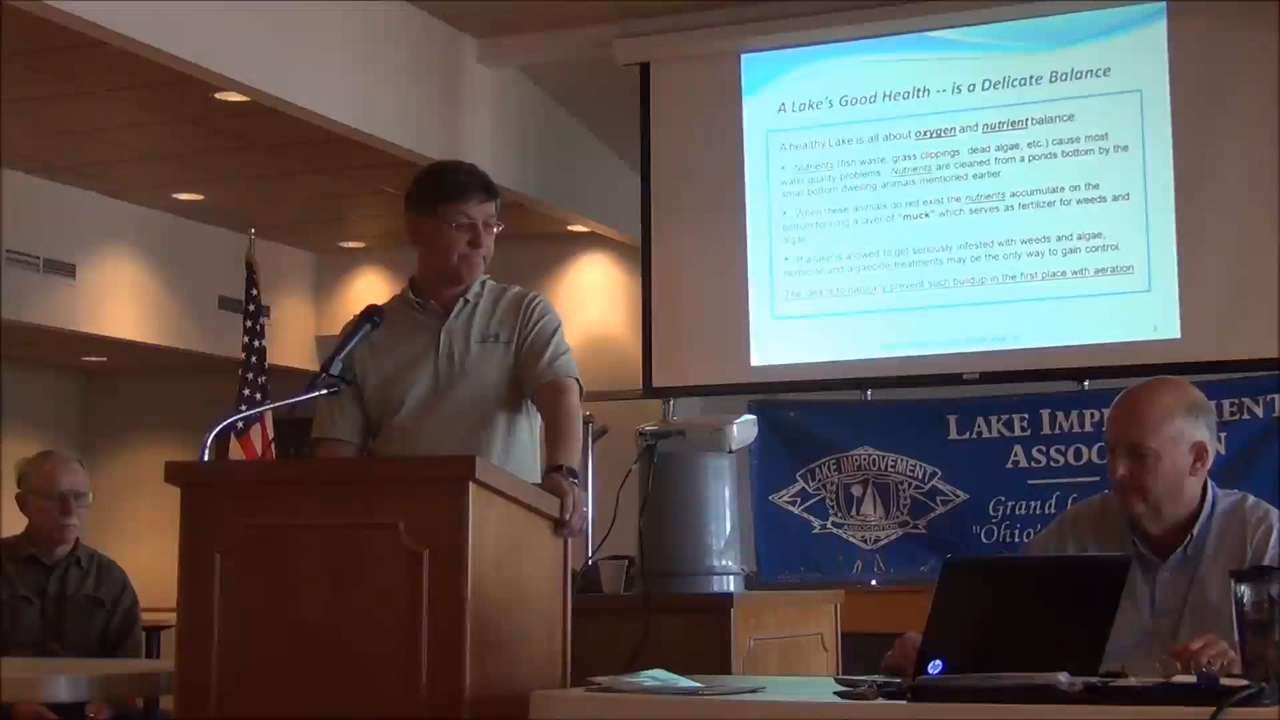 A Lake's Good Health -- is a Delicate Balance
A healthy Lake is all about oxygen and nutrient balance.
• Nutrients (fish waste, grass clippings, dead algae, etc.) cause most
water quality problems. Nutrients are cleaned from a ponds bottom by the
small bottom dwelling animals mentioned earlier.
• When these animals do not exist the nutrients accumulate on the
bottom forming a layer of "muck" which serves as fertilizer for weeds and
algae.
• If a lake is allowed to get seriously infested with weeds and algae,
herbicide and algaecide treatments may be the only way to gain control.
The idea is to naturally prevent such buildup in the first place with aeration
LAKE IMPROVEMENT
ASSOCIATION
LAKE IMP ENT
ASSOC N
Grand L
"Ohio's
hp